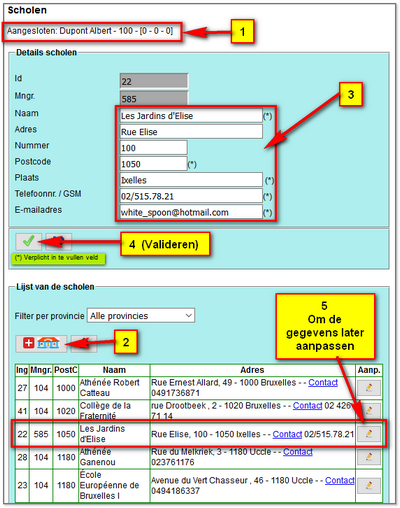 Scholen
Aangesloten: Dupont Albert - 100 - [0 - 0 - 0]
1
Details scholen
Id 22
Mngr. 585
Naam Les Jardins d'Elise (*)
Adres Rue Elise
Nummer 100
Postcode 1050 (*)
Plaats Ixelles (*)
Telefoonnr. / GSM 02/515.78.21 (*)
E-mailadres white_spoon@hotmail.com (*)
3
4 (Valideren)
(*) Verplicht in te vullen veld
Lijst van de scholen
5
Om de
gegevens later
aanpassen
Filter per provincie Alle provincies
2
Ing Mngr. PostC Naam Adres Aanp.
27 104 1000 Athénée Robert Catteau Rue Ernest Allard, 49 - 1000 Bruxelles - - Contact
0491736871
41 104 1020 Collège de la Fraternité rue Drootbeek , 2 - 1020 Bruxelles - - Contact 02 426
71.14
22 585 1050 Les Jardins d'Elise Rue Elise, 100 - 1050 Ixelles - - Contact 02/515.78.21
28 104 1180 Athénée Ganenou Rue du Melkriek, 3 - 1180 Uccle - - Contact
023761176
23 104 1180 École Européenne de Bruxelles I Avenue du Vert Chasseur , 46 - 1180 Uccle - - Contact
0494186337